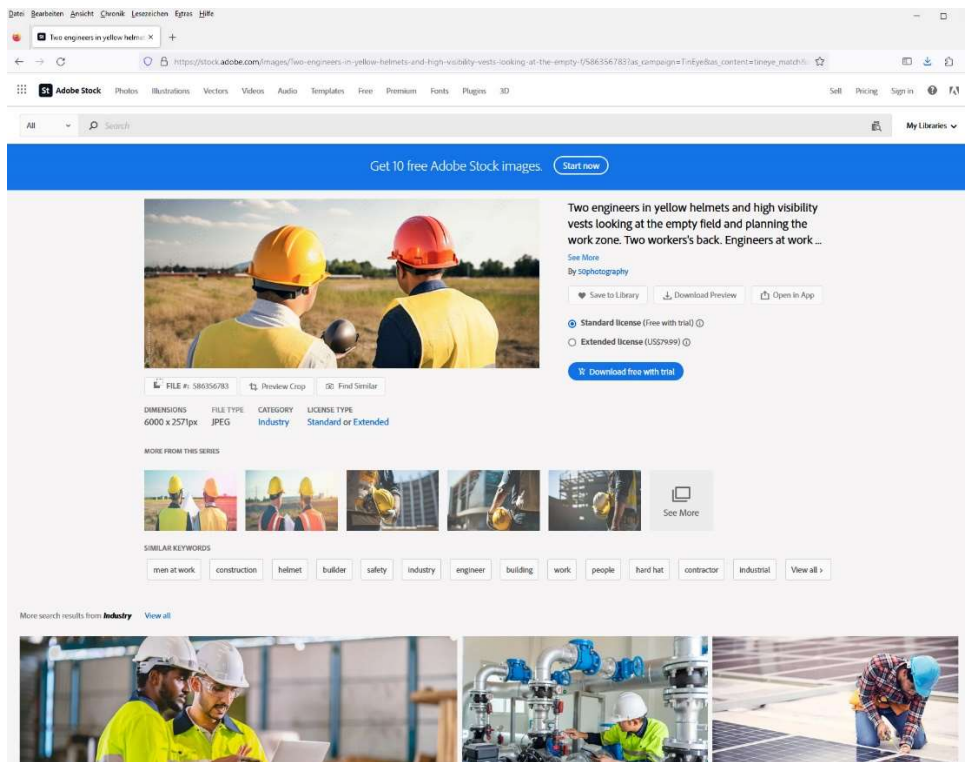 Datei Bearbeiten Ansicht Chronik Lesezeichen Extras Hilfe
Two engineers in yellow helme
https://stock.adobe.com/images/two-engineers-in-yellow-helmets-and-high-visibility-vests-looking-at-the-empty-f/586356783?as_campaign=TinEye&as_content=tineye_match&
St Adobe Stock Photos Illustrations Vectors Videos Audio Templates Free Premium Fonts Plugins 3D Sell Pricing Sign in
All Search My Libraries
Get 10 free Adobe Stock images. Start now
Two engineers in yellow helmets and high visibility
vests looking at the empty field and planning the
work zone. Two workers's back. Engineers at work ...
See More
By 50photography
Save to Library Download Preview Open in App
Standard license (Free with trial)
Extended license (US$79.99)
Download free with trial
FILE #: 586356783 Preview Crop Find Similar
DIMENSIONS FILE TYPE CATEGORY LICENSE TYPE
6000 x 2571px JPEG Industry Standard or Extended
MORE FROM THIS SERIES
See More
SIMILAR KEYWORDS
men at work construction helmet builder safety industry engineer building work people hard hat contractor industrial View all ›
More search results from Industry View all